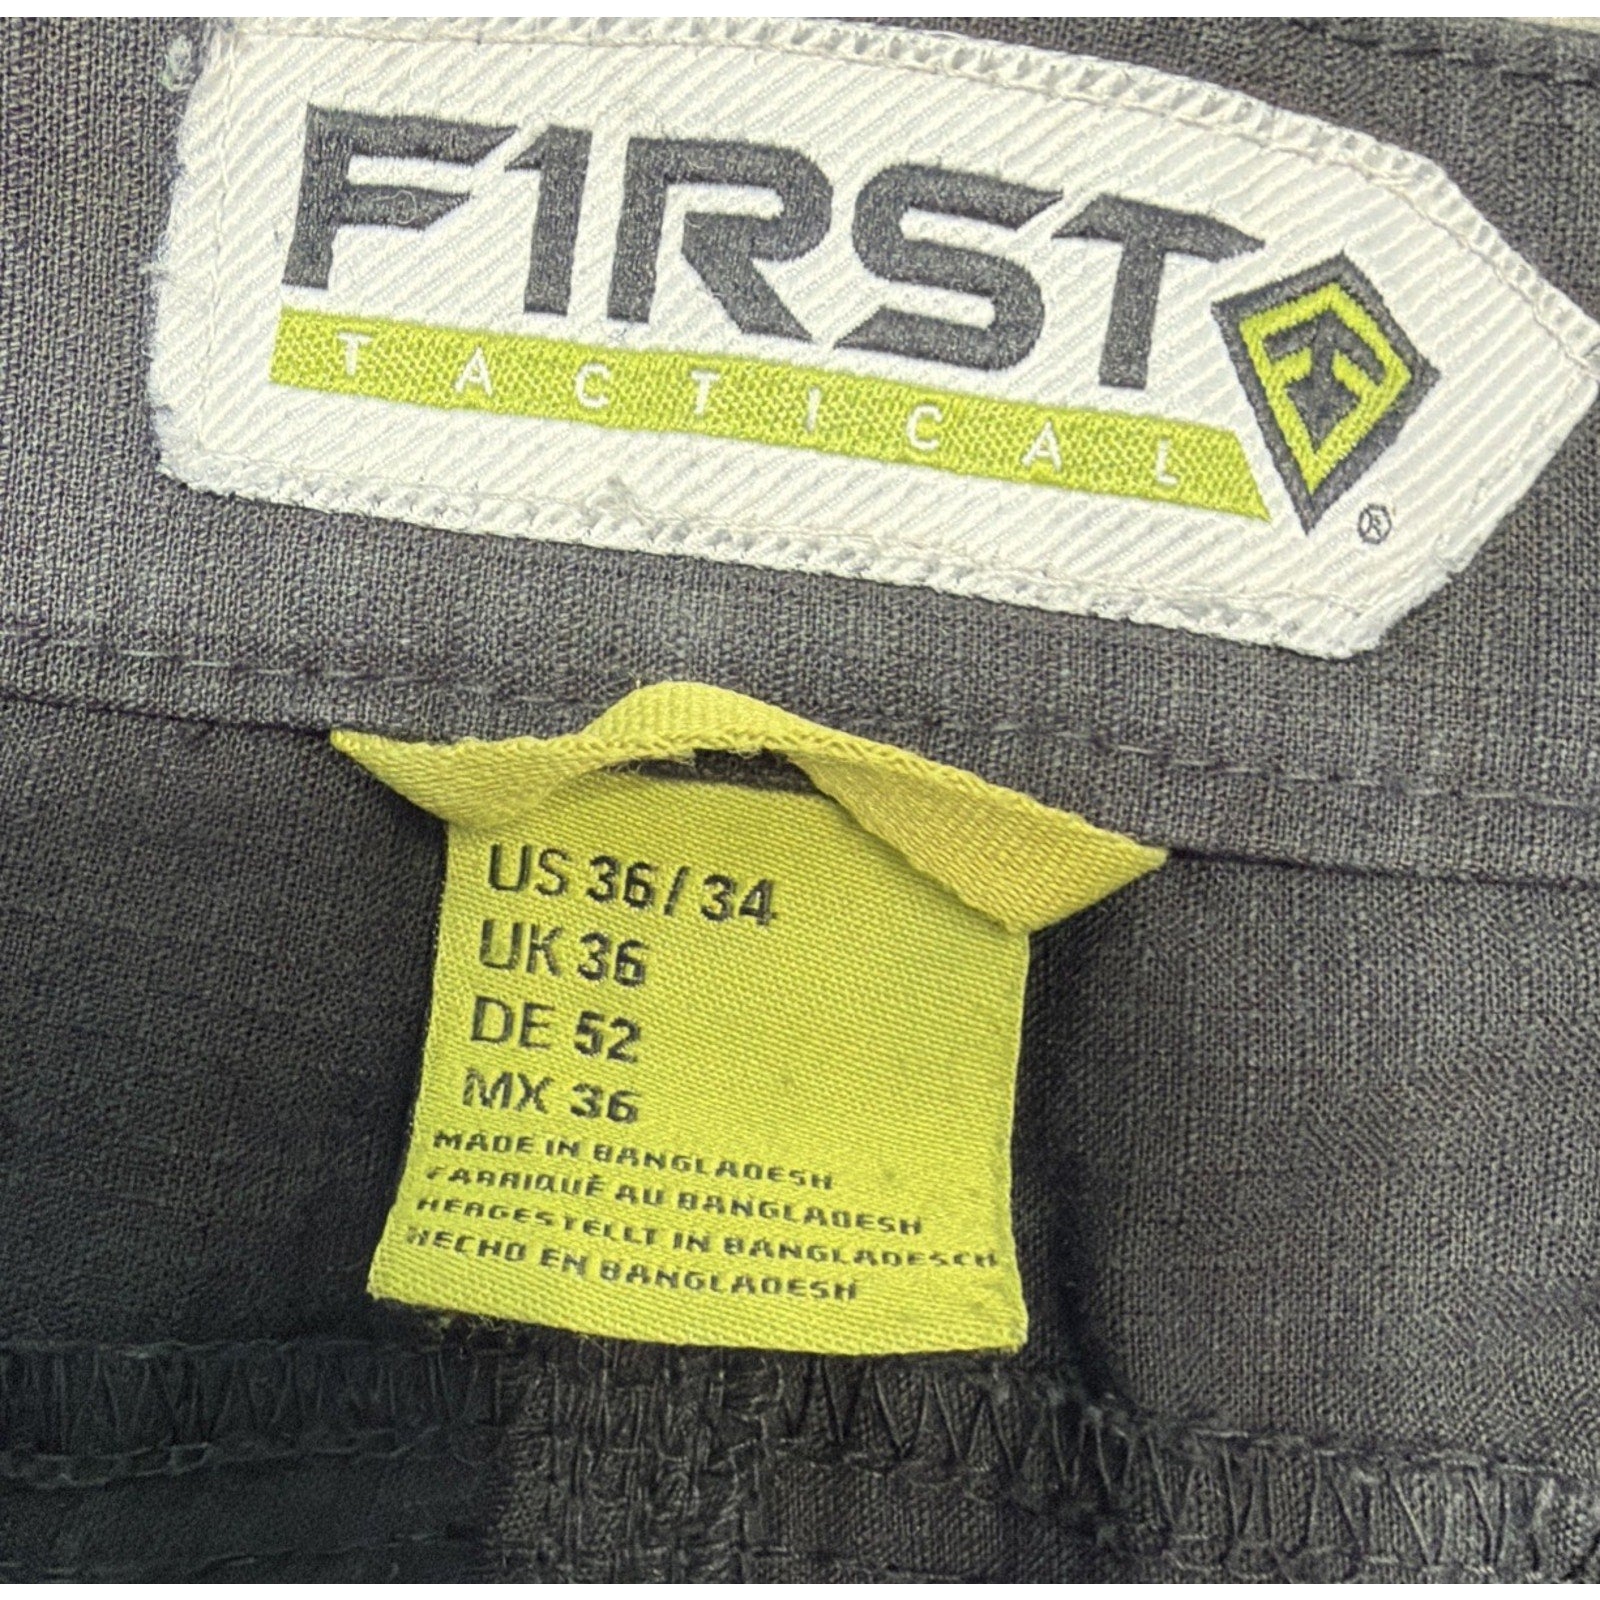 F1RST
TACTICAL
US 36/34
UK 36
DE 52
MX 36
MADE IN BANGLADESH
FABRIQUÉ AU BANGLADESH
HERGESTELLT IN BANGLADESCH
HECHO EN BANGLADESH